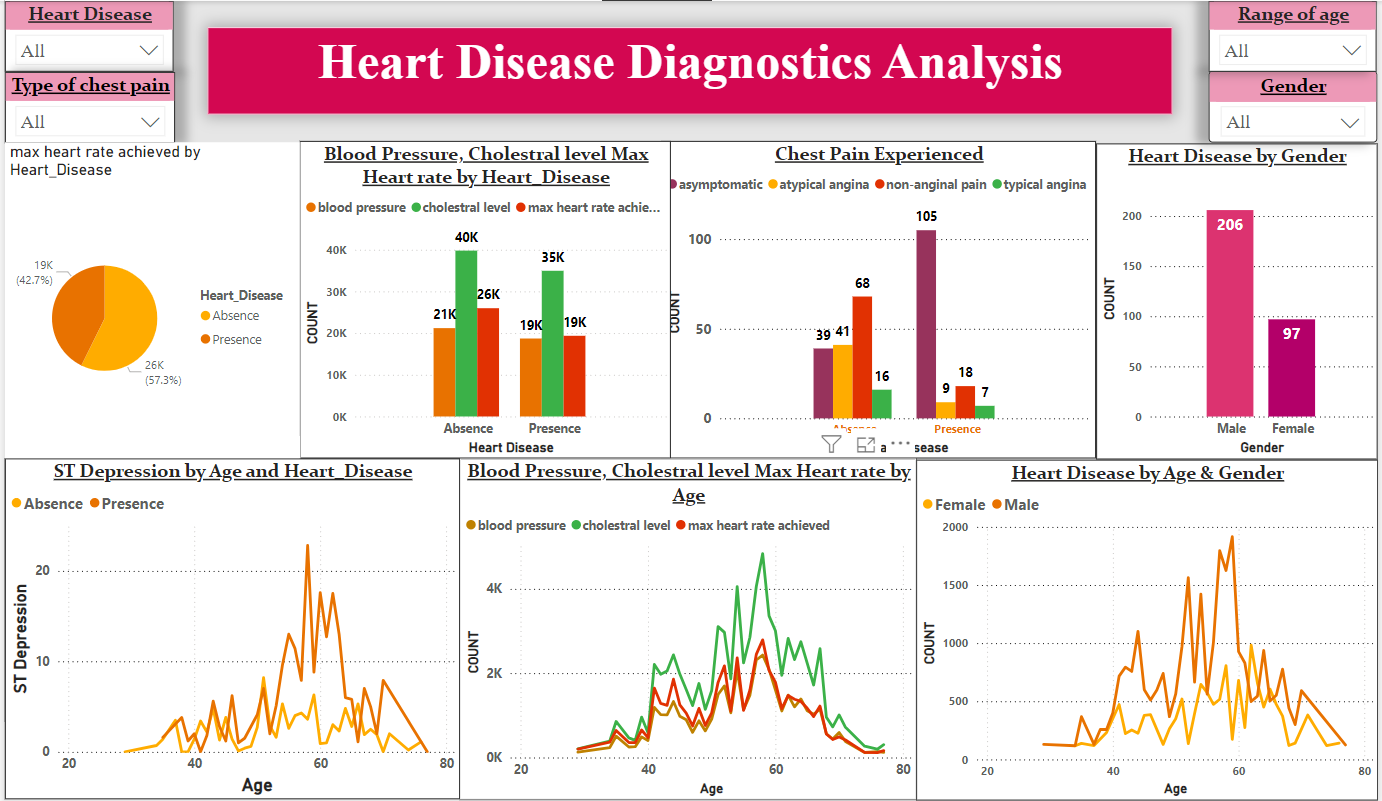 Heart Disease
All
Type of chest pain
All
Heart Disease Diagnostics Analysis
Range of age
All
Gender
All
max heart rate achieved by
Heart_Disease
19K
(42.7%)
26K
(57.3%)
Heart_Disease
Absence
Presence
Blood Pressure, Cholestral level Max
Heart rate by Heart_Disease
blood pressure cholestral level max heart rate achie...
COUNT
40K
30K
20K
10K
0K
21K
40K
26K
19K
35K
19K
Absence
Presence
Heart Disease
Chest Pain Experienced
asymptomatic atypical angina non-anginal pain typical angina
COUNT
100
50
0
39
41
68
16
105
9
18
7
Absence
Presence
a
sease
Heart Disease by Gender
COUNT
200
150
100
50
0
206
97
Male
Female
Gender
ST Depression by Age and Heart_Disease
Absence Presence
ST Depression
20
10
0
20
40
60
80
Age
Blood Pressure, Cholestral level Max Heart rate by
Age
blood pressure cholestral level max heart rate achieved
COUNT
4K
2K
0K
20
40
60
80
Age
Heart Disease by Age & Gender
Female Male
COUNT
2000
1500
1000
500
0
20
40
60
80
Age